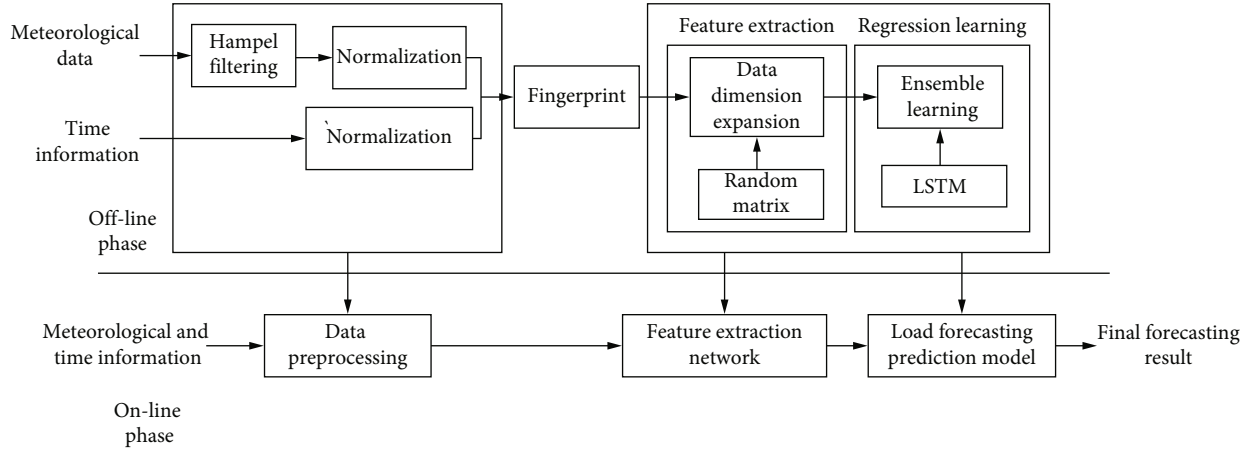 Meteorological
data
Hampel
filtering
Normalization
Time
information
`Normalization
Off-line
phase
Fingerprint
Feature extraction
Data
dimension
expansion
Random
matrix
Regression learning
Ensemble
learning
LSTM
Meteorological and
time information
Data
preprocessing
Feature extraction
network
Load forecasting
prediction model
Final forecasting
result
On-line
phase